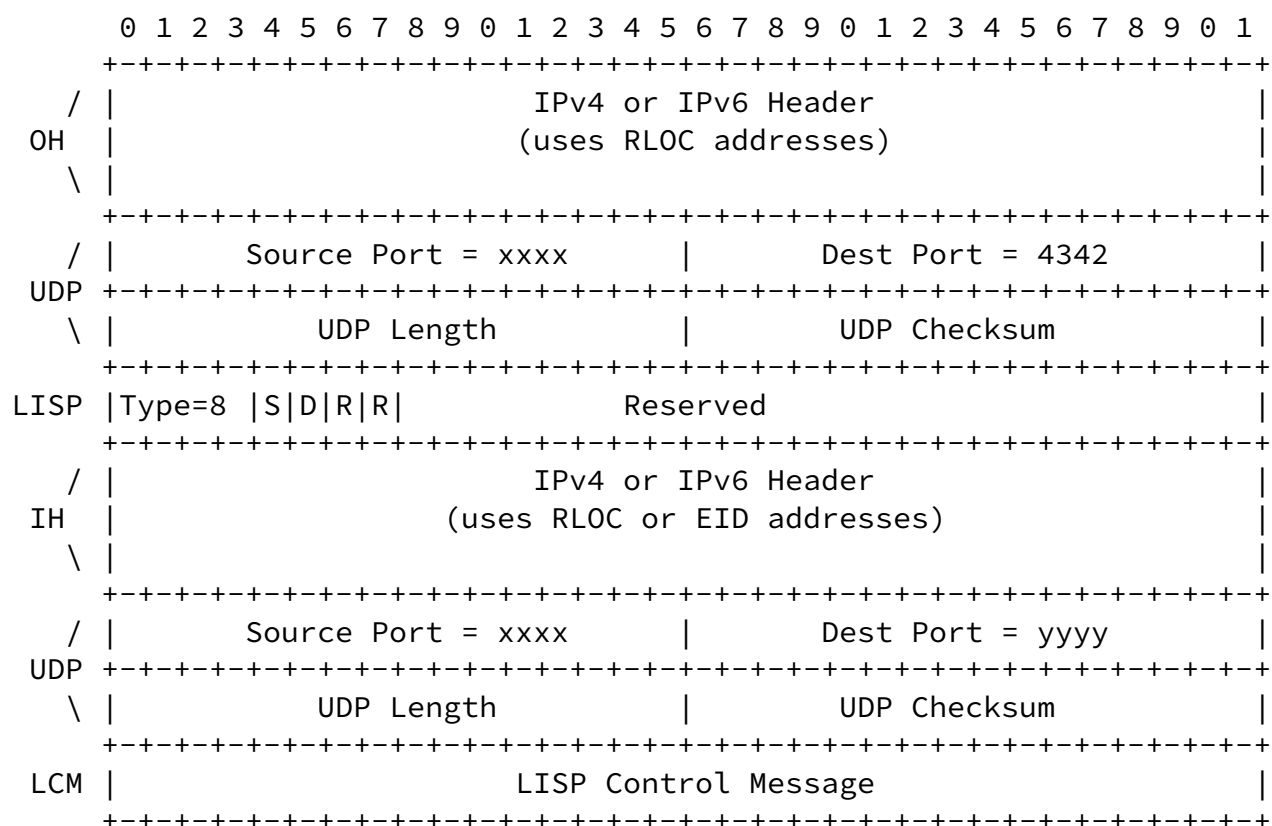 0 1 2 3 4 5 6 7 8 9 0 1 2 3 4 5 6 7 8 9 0 1 2 3 4 5 6 7 8 9 0 1
      +-+-+-+-+-+-+-+-+-+-+-+-+-+-+-+-+-+-+-+-+-+-+-+-+-+-+-+-+-+-+-+-+
    / |                       IPv4 or IPv6 Header                     |
  OH  |                      (uses RLOC addresses)                    |
    \ |                                                               |
      +-+-+-+-+-+-+-+-+-+-+-+-+-+-+-+-+-+-+-+-+-+-+-+-+-+-+-+-+-+-+-+-+
    / |       Source Port = xxxx      |       Dest Port = 4342        |
  UDP +-+-+-+-+-+-+-+-+-+-+-+-+-+-+-+-+-+-+-+-+-+-+-+-+-+-+-+-+-+-+-+-+
    \ |           UDP Length          |        UDP Checksum           |
      +-+-+-+-+-+-+-+-+-+-+-+-+-+-+-+-+-+-+-+-+-+-+-+-+-+-+-+-+-+-+-+-+
 LISP |Type=8 |S|D|R|R|            Reserved                           |
      +-+-+-+-+-+-+-+-+-+-+-+-+-+-+-+-+-+-+-+-+-+-+-+-+-+-+-+-+-+-+-+-+
    / |                       IPv4 or IPv6 Header                     |
  IH  |                  (uses RLOC or EID addresses)                 |
    \ |                                                               |
      +-+-+-+-+-+-+-+-+-+-+-+-+-+-+-+-+-+-+-+-+-+-+-+-+-+-+-+-+-+-+-+-+
    / |       Source Port = xxxx      |       Dest Port = yyyy        |
  UDP +-+-+-+-+-+-+-+-+-+-+-+-+-+-+-+-+-+-+-+-+-+-+-+-+-+-+-+-+-+-+-+-+
    \ |           UDP Length          |        UDP Checksum           |
      +-+-+-+-+-+-+-+-+-+-+-+-+-+-+-+-+-+-+-+-+-+-+-+-+-+-+-+-+-+-+-+-+
  LCM |                      LISP Control Message                     |
      +-+-+-+-+-+-+-+-+-+-+-+-+-+-+-+-+-+-+-+-+-+-+-+-+-+-+-+-+-+-+-+-+